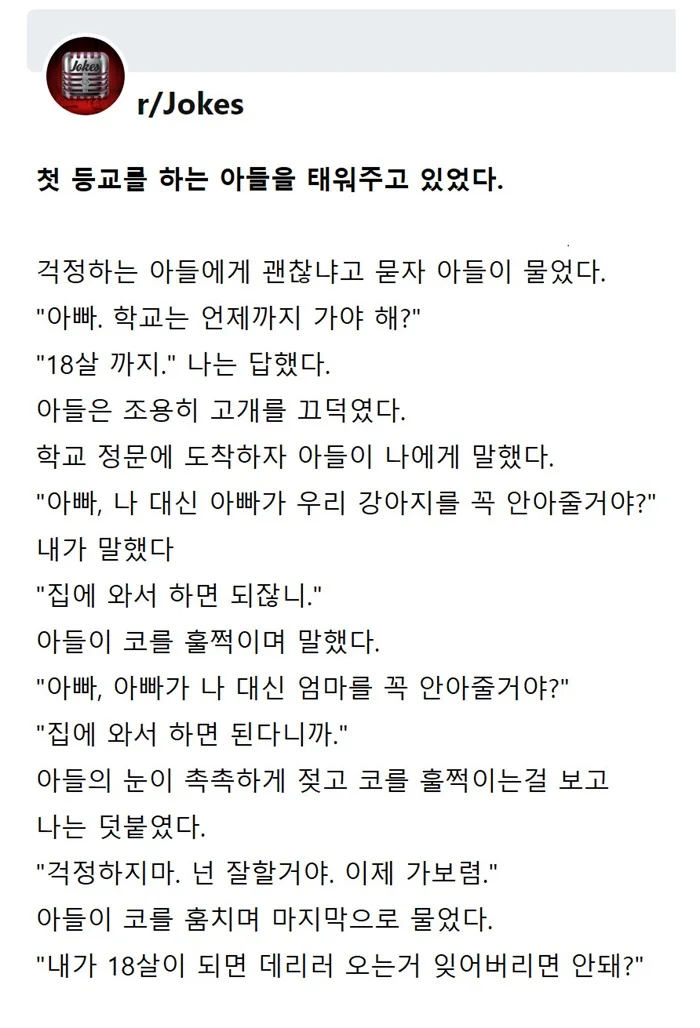 Jokes
r/Jokes
첫 등교를 하는 아들을 태워주고 있었다.
걱정하는 아들에게 괜찮냐고 묻자 아들이 물었다.
"아빠. 학교는 언제까지 가야 해?"
"18살 까지." 나는 답했다.
아들은 조용히 고개를 끄덕였다.
학교 정문에 도착하자 아들이 나에게 말했다.
"아빠, 나 대신 아빠가 우리 강아지를 꼭 안아줄거야?"
내가 말했다
"집에 와서 하면 되잖니."
아들이 코를 훌쩍이며 말했다.
"아빠, 아빠가 나 대신 엄마를 꼭 안아줄거야?"
"집에 와서 하면 된다니까."
아들의 눈이 촉촉하게 젖고 코를 훌쩍이는걸 보고
나는 덧붙였다.
"걱정하지마. 넌 잘할거야. 이제 가보렴."
아들이 코를 훔치며 마지막으로 물었다.
"내가 18살이 되면 데리러 오는거 잊어버리면 안돼?"